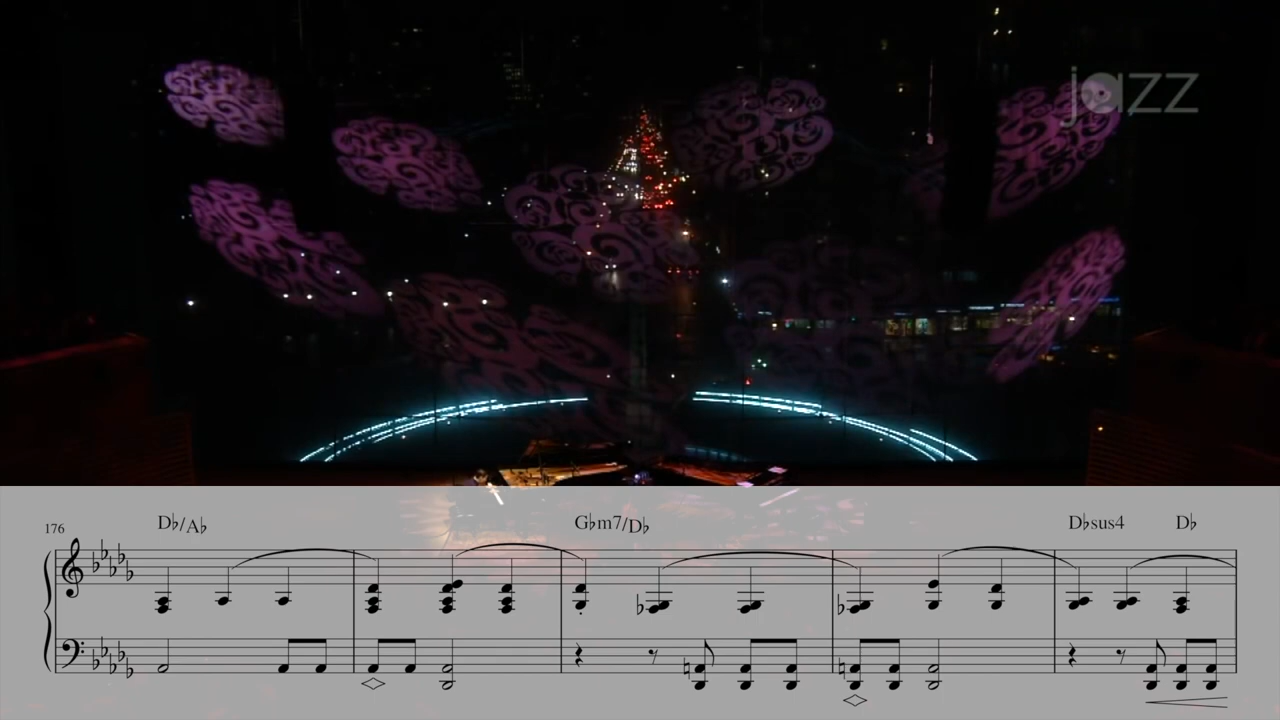 jazz
176
D♭/A♭
G♭m7/D♭
D♭sus4
D♭